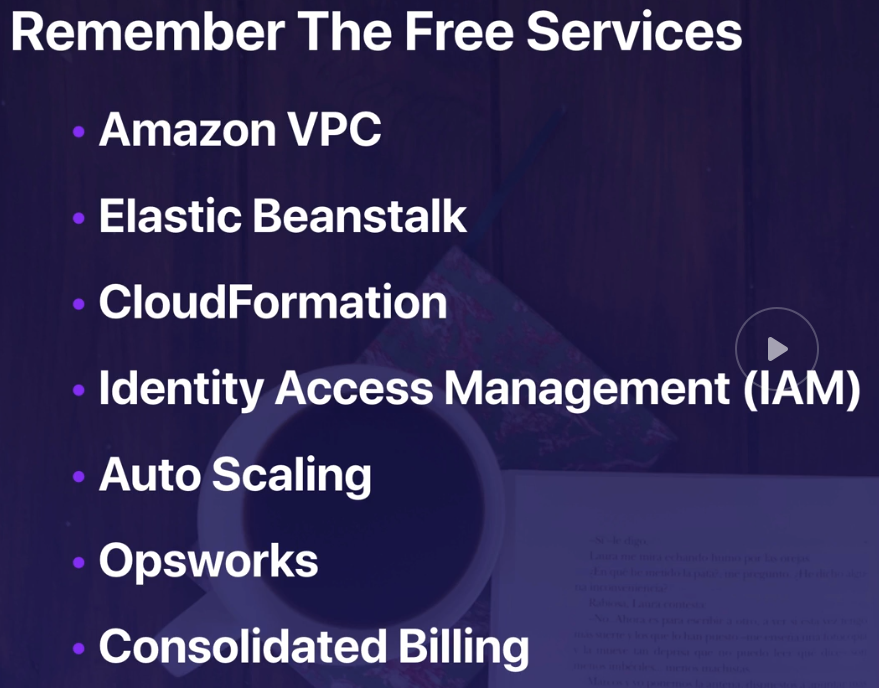 Remember The Free Services
• Amazon VPC
• Elastic Beanstalk
• CloudFormation
• Identity Access Management (IAM)
• Auto Scaling
• Opsworks
• Consolidated Billing